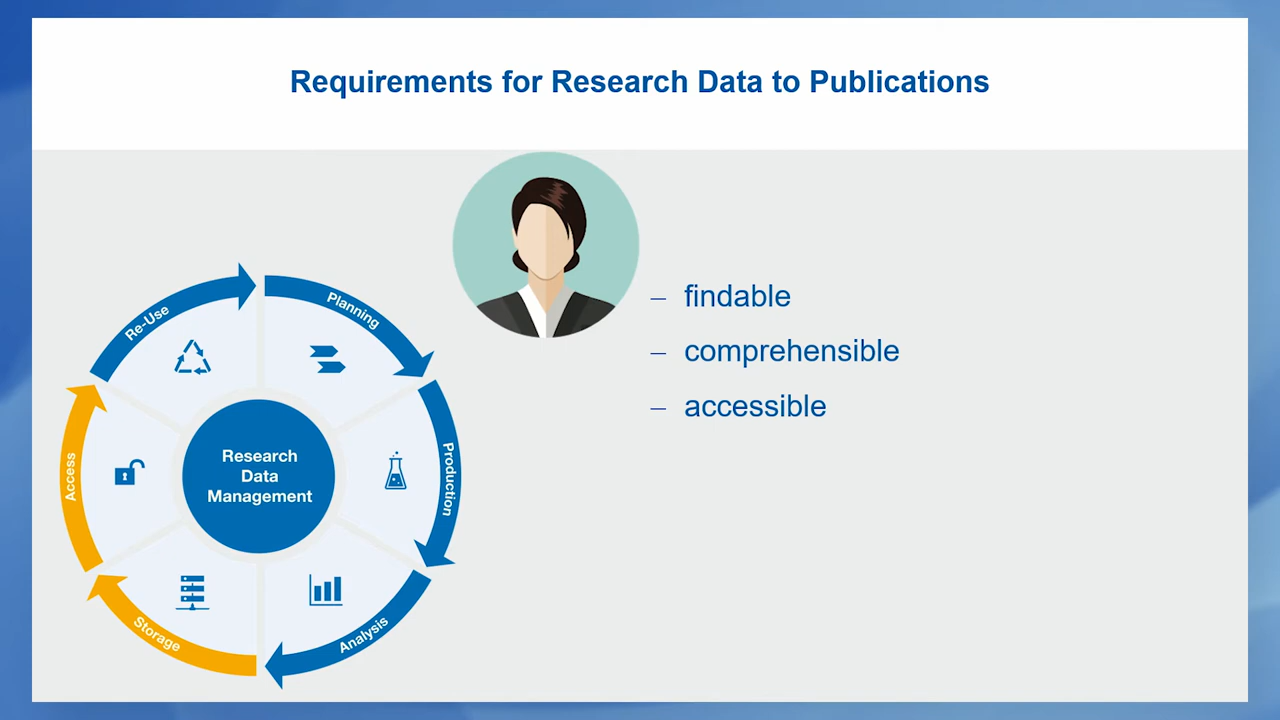 Requirements for Research Data to Publications
– findable
– comprehensible
– accessible
Re-Use
Planning
Access
Production
Research
Data
Management
Storage
Analysis